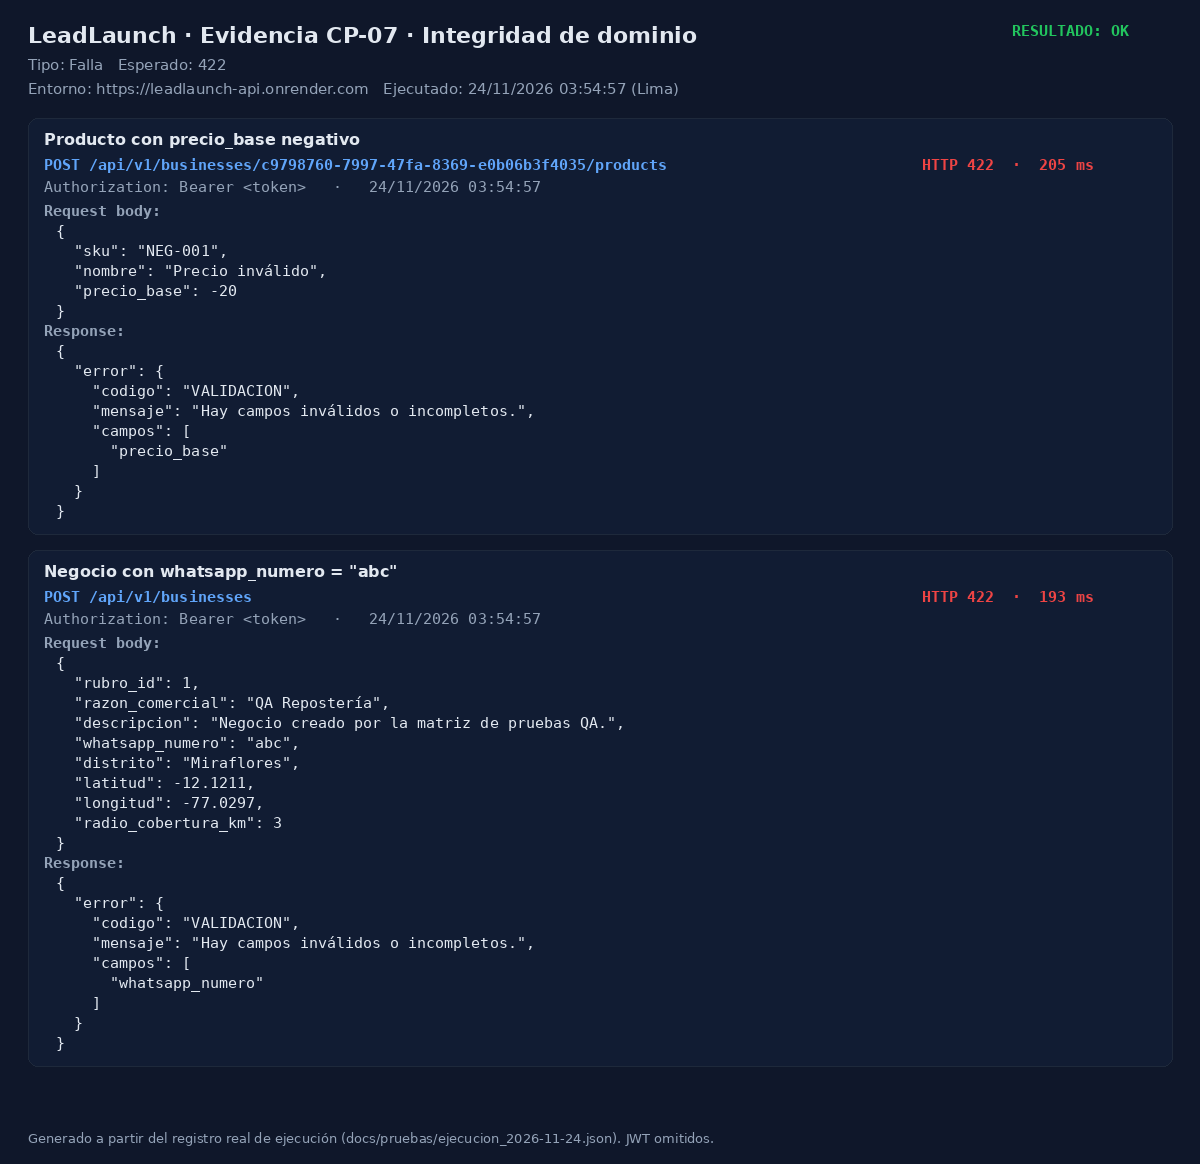 LeadLaunch · Evidencia CP-07 · Integridad de dominio
RESULTADO: OK
Tipo: Falla   Esperado: 422
Entorno: https://leadlaunch-api.onrender.com   Ejecutado: 24/11/2026 03:54:57 (Lima)
Producto con precio_base negativo
POST /api/v1/businesses/c9798760-7997-47fa-8369-e0b06b3f4035/products   HTTP 422  ·  205 ms
Authorization: Bearer <token>   ·   24/11/2026 03:54:57
Request body:
{
  "sku": "NEG-001",
  "nombre": "Precio inválido",
  "precio_base": -20
}
Response:
{
  "error": {
    "codigo": "VALIDACION",
    "mensaje": "Hay campos inválidos o incompletos.",
    "campos": [
      "precio_base"
    ]
  }
}
Negocio con whatsapp_numero = "abc"
POST /api/v1/businesses   HTTP 422  ·  193 ms
Authorization: Bearer <token>   ·   24/11/2026 03:54:57
Request body:
{
  "rubro_id": 1,
  "razon_comercial": "QA Repostería",
  "descripcion": "Negocio creado por la matriz de pruebas QA.",
  "whatsapp_numero": "abc",
  "distrito": "Miraflores",
  "latitud": -12.1211,
  "longitud": -77.0297,
  "radio_cobertura_km": 3
}
Response:
{
  "error": {
    "codigo": "VALIDACION",
    "mensaje": "Hay campos inválidos o incompletos.",
    "campos": [
      "whatsapp_numero"
    ]
  }
}
Generado a partir del registro real de ejecución (docs/pruebas/ejecucion_2026-11-24.json). JWT omitidos.